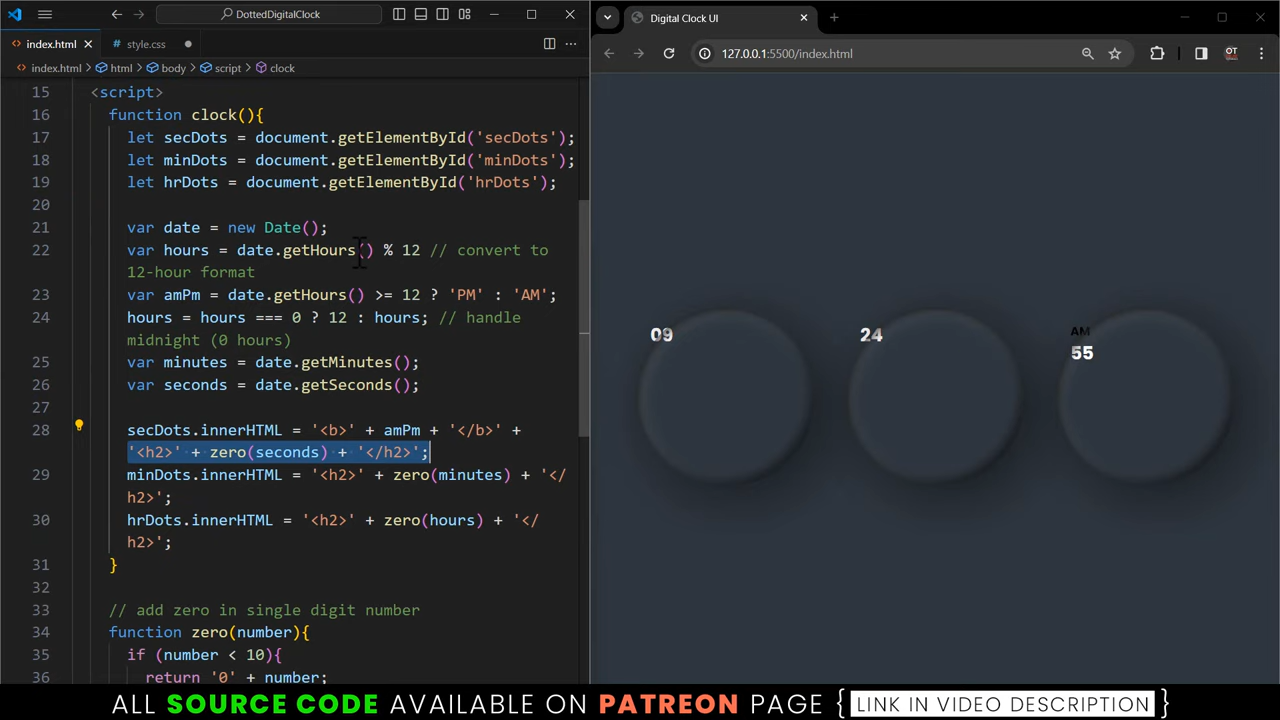 DottedDigitalClock
index.html
style.css
index.html > html > body > script > clock
15 <script>
16 function clock(){
17 let secDots = document.getElementById('secDots');
18 let minDots = document.getElementById('minDots');
19 let hrDots = document.getElementById('hrDots');
20
21 var date = new Date();
22 var hours = date.getHours() % 12 // convert to
12-hour format
23 var amPm = date.getHours() >= 12 ? 'PM' : 'AM';
24 hours = hours === 0 ? 12 : hours; // handle
midnight (0 hours)
25 var minutes = date.getMinutes();
26 var seconds = date.getSeconds();
27
28 secDots.innerHTML = '<b>' + amPm + '</b>' +
'<h2>' + zero(seconds) + '</h2>';
29 minDots.innerHTML = '<h2>' + zero(minutes) + '</
h2>';
30 hrDots.innerHTML = '<h2>' + zero(hours) + '</
h2>';
31 }
32
33 // add zero in single digit number
34 function zero(number){
35 if (number < 10){
36 return '0' + number;
Digital Clock UI
127.0.0.1:5500/index.html
OT
09
24
AM
55
ALL SOURCE CODE AVAILABLE ON PATREON PAGE { LINK IN VIDEO DESCRIPTION }